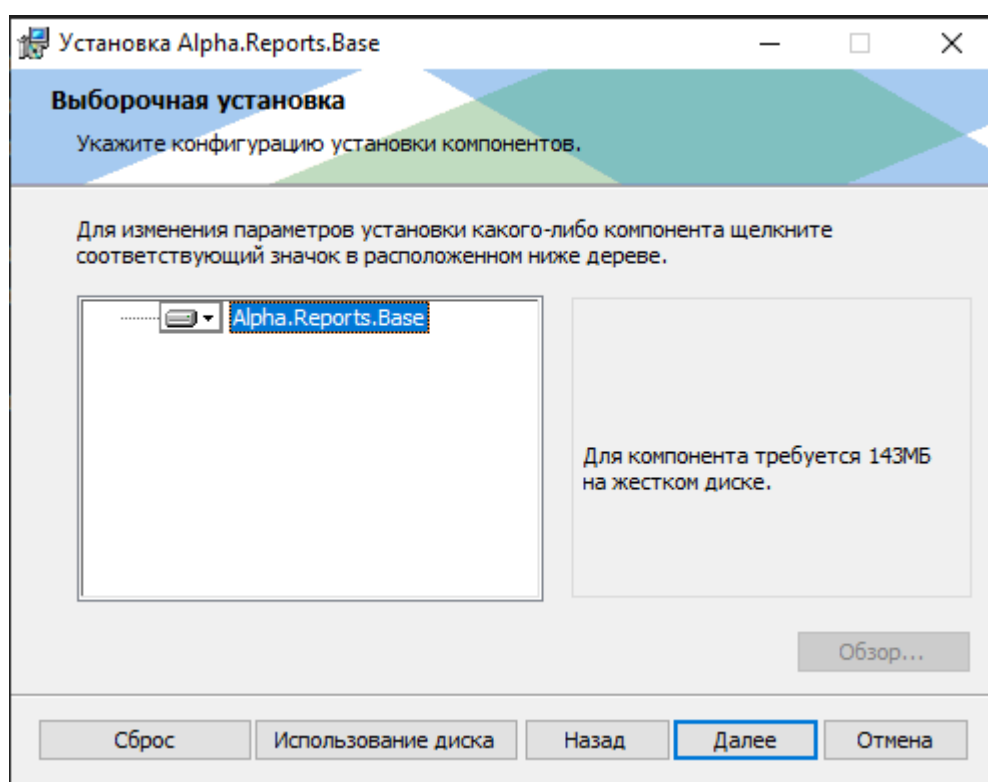 Установка Alpha.Reports.Base
Выборочная установка
Укажите конфигурацию установки компонентов.
Для изменения параметров установки какого-либо компонента щелкните
соответствующий значок в расположенном ниже дереве.
Alpha.Reports.Base
Для компонента требуется 143МБ
на жестком диске.
Обзор...
Сброс
Использование диска
Назад
Далее
Отмена